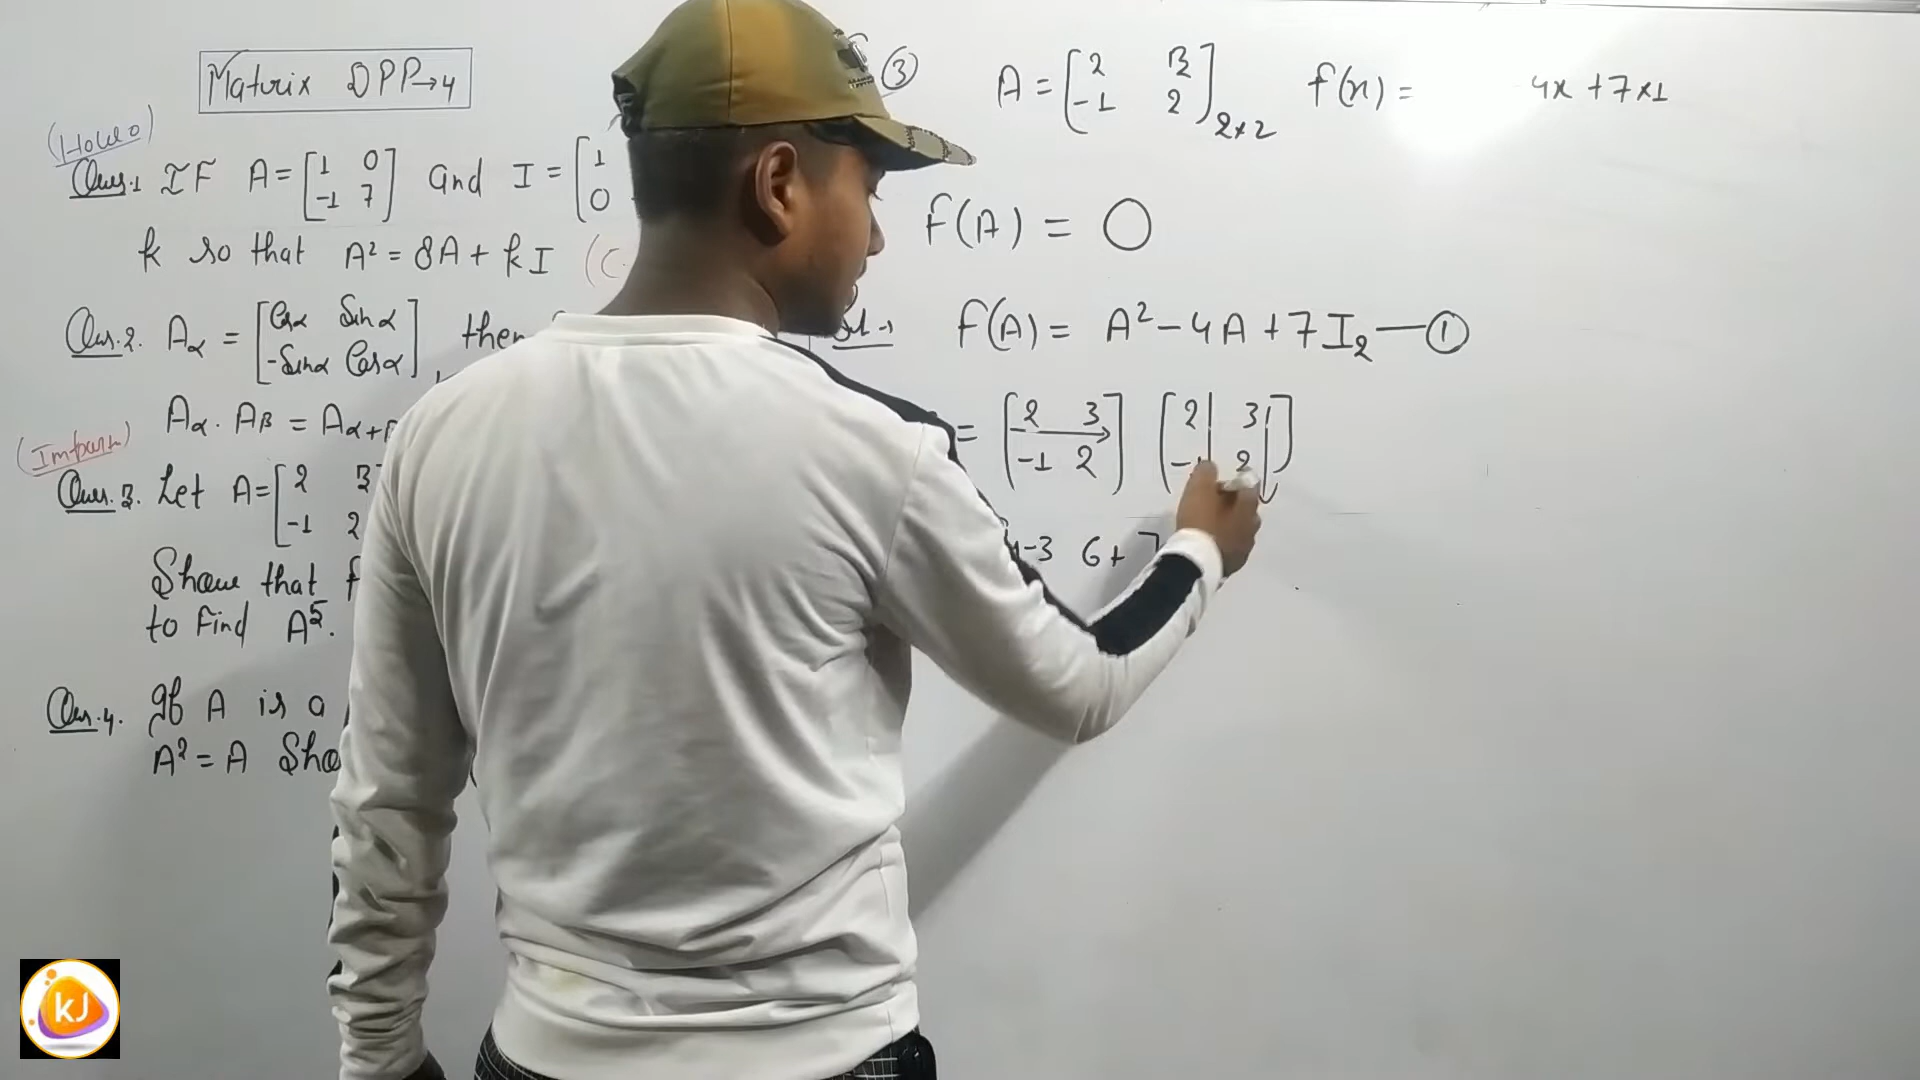 Matrix DPP→4
Ques.1 IF A = [1 0 -1 7] and I = [1 0
k so that A² = 8A + kI (C
Ques.2. Aα = [Cosα Sinα -Sinα Cosα] then
Aα . Aβ = Aα+β
Ques.3. Let A = [2 3 -1 2
Show that f
to find A⁵.
Ques.4. If A is a
A² = A Sho
③ A = [2 3 -1 2]2×2 f(x) = 4x + 7×1
F(A) = O
Sol→ F(A) = A² - 4A + 7I₂ — ①
= [2 3 -1 2] [2 3 -1 2]
4-3 6+
KJ